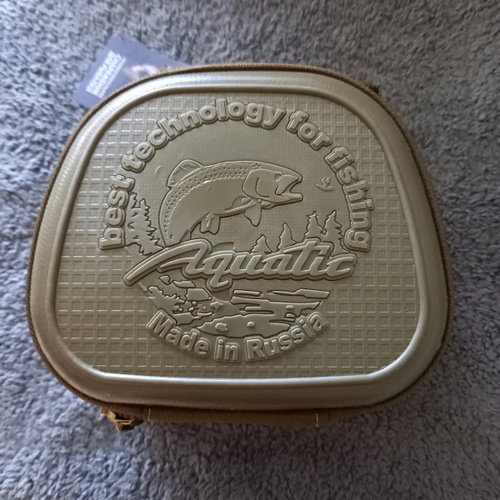 best technology for fishing
Aquatic
Made in Russia